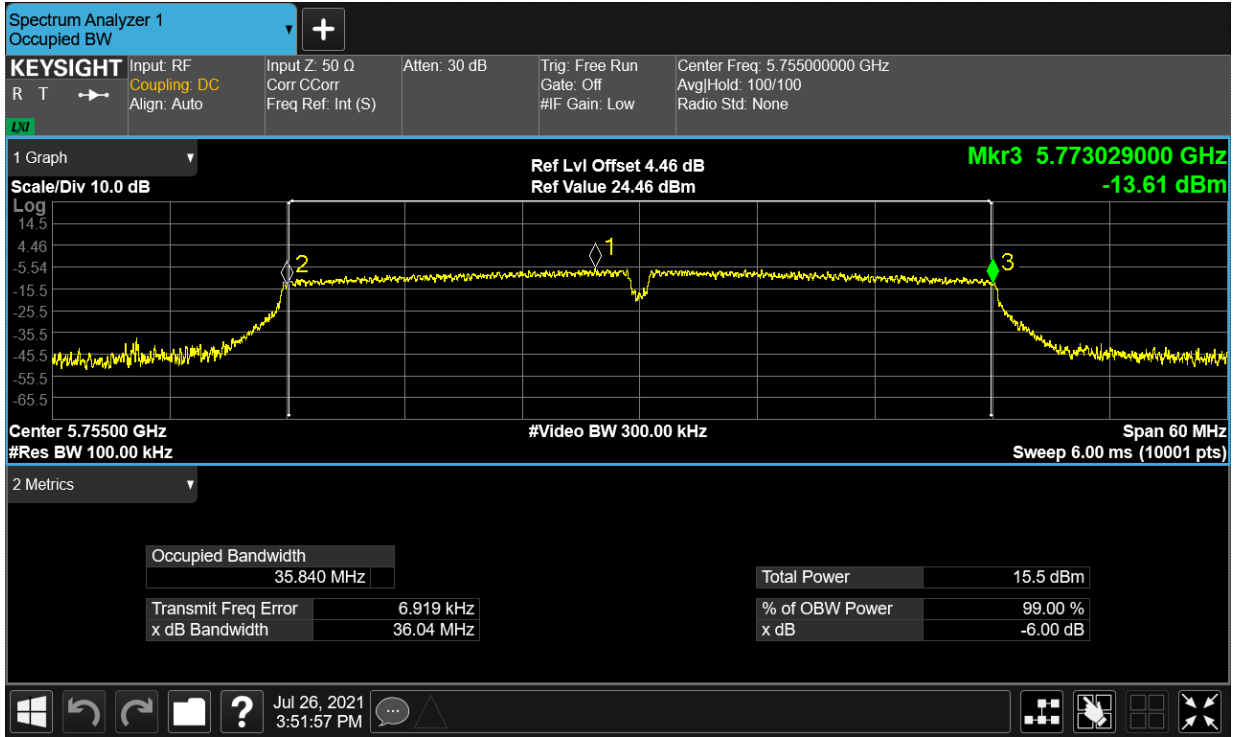 Spectrum Analyzer 1
Occupied BW
KEYSIGHT
R T
LXI
Input: RF
Coupling: DC
Align: Auto
Input Z: 50 Ω
Corr CCorr
Freq Ref: Int (S)
Atten: 30 dB
Trig: Free Run
Gate: Off
#IF Gain: Low
Center Freq: 5.755000000 GHz
Avg|Hold: 100/100
Radio Std: None
1 Graph
Scale/Div 10.0 dB
Ref Lvl Offset 4.46 dB
Ref Value 24.46 dBm
Mkr3 5.773029000 GHz
-13.61 dBm
Log
14.5
4.46
-5.54
-15.5
-25.5
-35.5
-45.5
-55.5
-65.5
2
1
3
Center 5.75500 GHz
#Res BW 100.00 kHz
#Video BW 300.00 kHz
Span 60 MHz
Sweep 6.00 ms (10001 pts)
2 Metrics
Occupied Bandwidth
35.840 MHz
Transmit Freq Error 6.919 kHz
x dB Bandwidth 36.04 MHz
Total Power 15.5 dBm
% of OBW Power 99.00 %
x dB -6.00 dB
?
Jul 26, 2021
3:51:57 PM